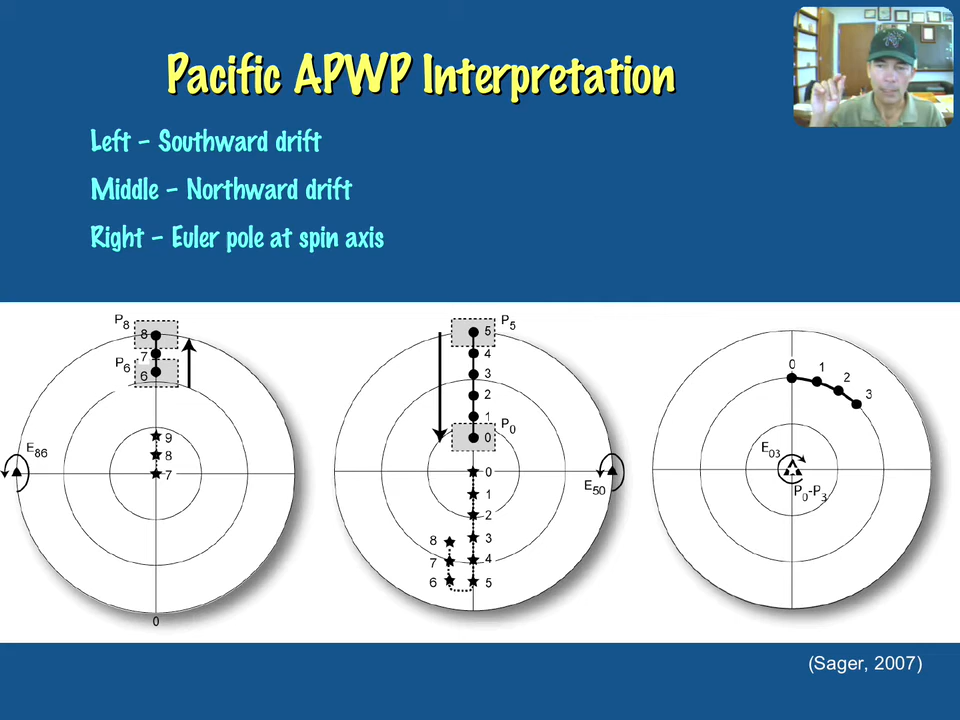 Pacific APWP Interpretation
Left – Southward drift
Middle – Northward drift
Right – Euler pole at spin axis
P8
8
7
P6
6
9
8
7
E86
0
5
P5
4
3
2
1
P0
0
0
1
2
3
4
5
8
7
6
E50
0
1
2
3
E03
P0-P3
(Sager, 2007)